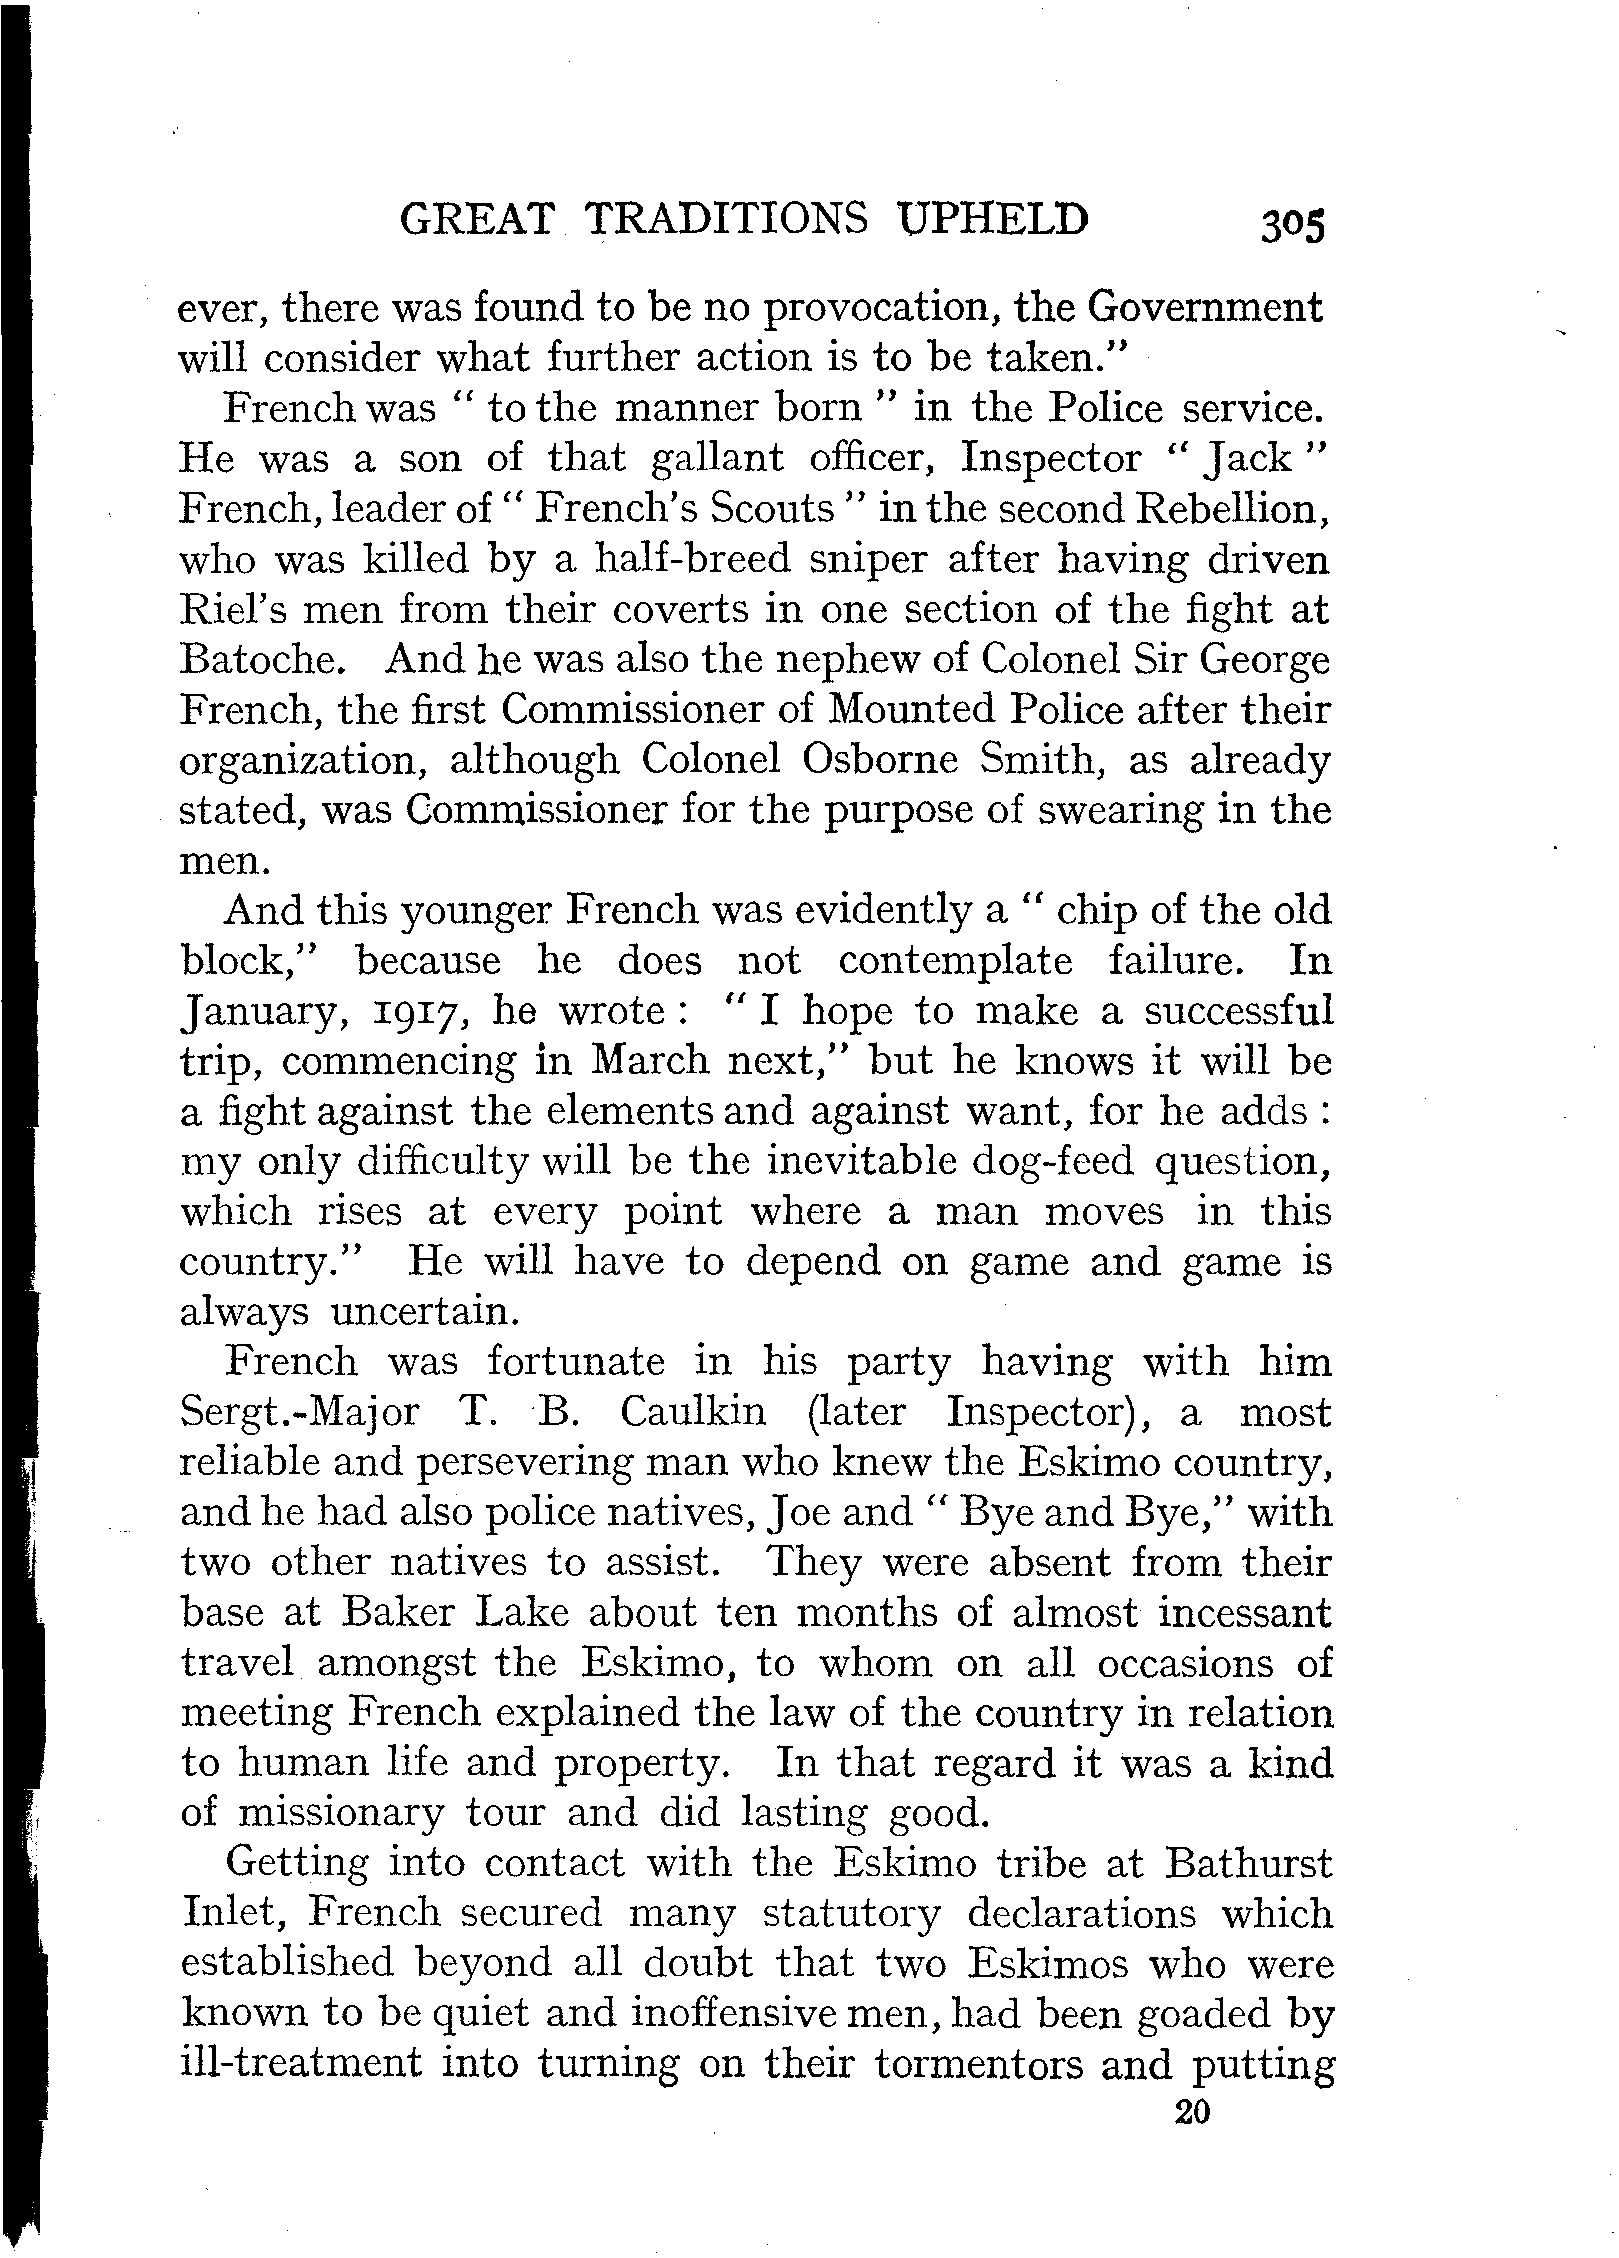 GREAT TRADITIONS UPHELD 305
ever, there was found to be no provocation, the Government
will consider what further action is to be taken."
French was " to the manner born " in the Police service.
He was a son of that gallant officer, Inspector " Jack "
French, leader of " French's Scouts " in the second Rebellion,
who was killed by a half-breed sniper after having driven
Riel's men from their coverts in one section of the fight at
Batoche. And he was also the nephew of Colonel Sir George
French, the first Commissioner of Mounted Police after their
organization, although Colonel Osborne Smith, as already
stated, was Commissioner for the purpose of swearing in the
men.
And this younger French was evidently a " chip of the old
block," because he does not contemplate failure. In
January, 1917, he wrote : " I hope to make a successful
trip, commencing in March next," but he knows it will be
a fight against the elements and against want, for he adds :
my only difficulty will be the inevitable dog-feed question,
which rises at every point where a man moves in this
country." He will have to depend on game and game is
always uncertain.
French was fortunate in his party having with him
Sergt.-Major T. B. Caulkin (later Inspector), a most
reliable and persevering man who knew the Eskimo country,
and he had also police natives, Joe and " Bye and Bye," with
two other natives to assist. They were absent from their
base at Baker Lake about ten months of almost incessant
travel amongst the Eskimo, to whom on all occasions of
meeting French explained the law of the country in relation
to human life and property. In that regard it was a kind
of missionary tour and did lasting good.
Getting into contact with the Eskimo tribe at Bathurst
Inlet, French secured many statutory declarations which
established beyond all doubt that two Eskimos who were
known to be quiet and inoffensive men, had been goaded by
ill-treatment into turning on their tormentors and putting
20